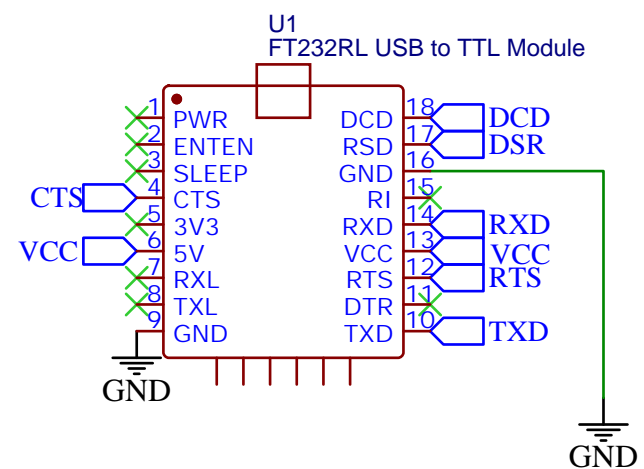 U1
FT232RL USB to TTL Module
1 PWR DCD 18 DCD
2 ENTEN RSD 17 DSR
3 SLEEP GND 16
CTS 4 CTS RI 15
5 3V3 RXD 14 RXD
VCC 6 5V VCC 13 VCC
7 RXL RTS 12 RTS
8 TXL DTR 11
9 GND TXD 10 TXD
GND
GND